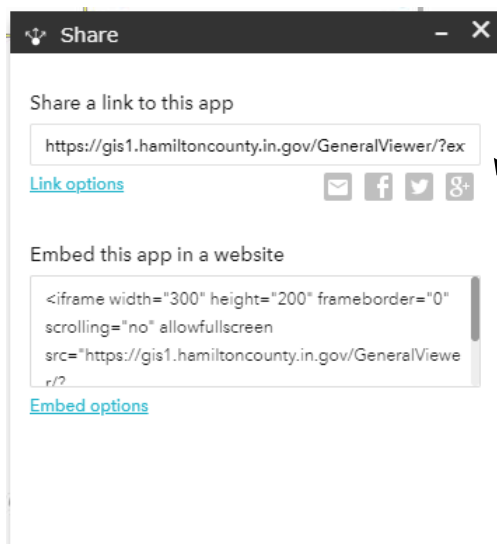 Share
Share a link to this app
https://gis1.hamiltoncounty.in.gov/GeneralViewer/?ex
Link options
Embed this app in a website
<iframe width="300" height="200" frameborder="0"
scrolling="no" allowfullscreen
src="https://gis1.hamiltoncounty.in.gov/GeneralViewe
r/?
Embed options